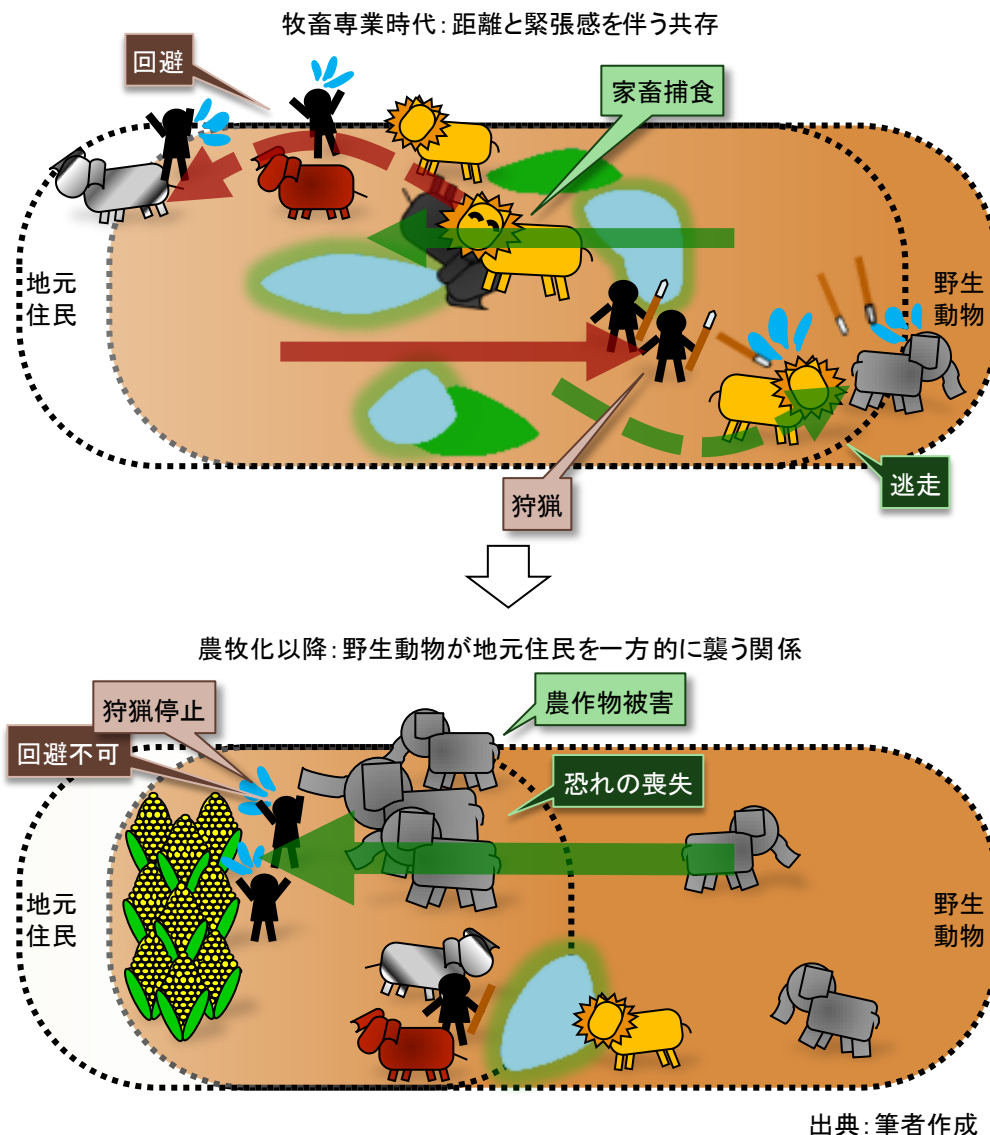 牧畜専業時代：距離と緊張感を伴う共存
回避
家畜捕食
地元
住民
野生
動物
狩猟
逃走
農牧化以降：野生動物が地元住民を一方的に襲う関係
狩猟停止
農作物被害
回避不可
恐れの喪失
地元
住民
野生
動物
出典：筆者作成